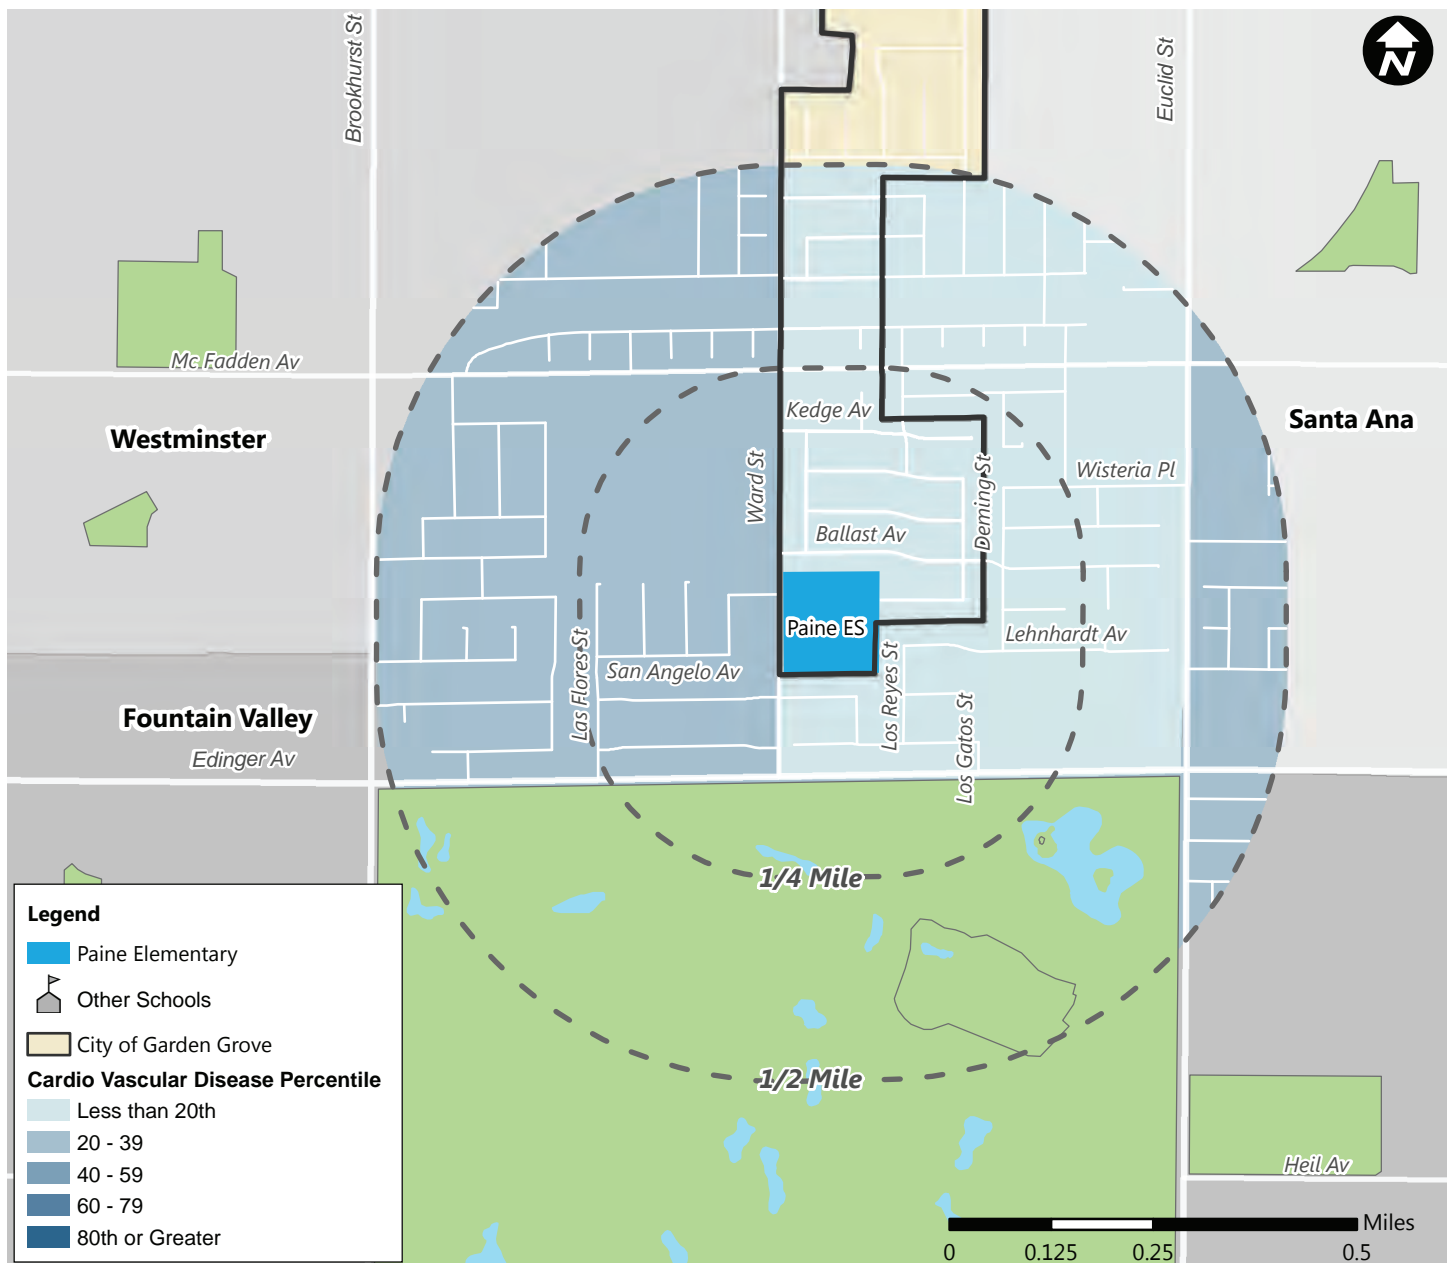 Brookhurst St
Euclid St
N
Mc Fadden Av
Westminster
Santa Ana
Kedge Av
Ward St
Deming St
Wisteria Pl
Ballast Av
Paine ES
Lehnhardt Av
Las Flores St
San Angelo Av
Los Reyes St
Los Gatos St
Fountain Valley
Edinger Av
1/4 Mile
1/2 Mile
Heil Av
Legend
Paine Elementary
Other Schools
City of Garden Grove
Cardio Vascular Disease Percentile
Less than 20th
20 - 39
40 - 59
60 - 79
80th or Greater
Miles
0 0.125 0.25 0.5